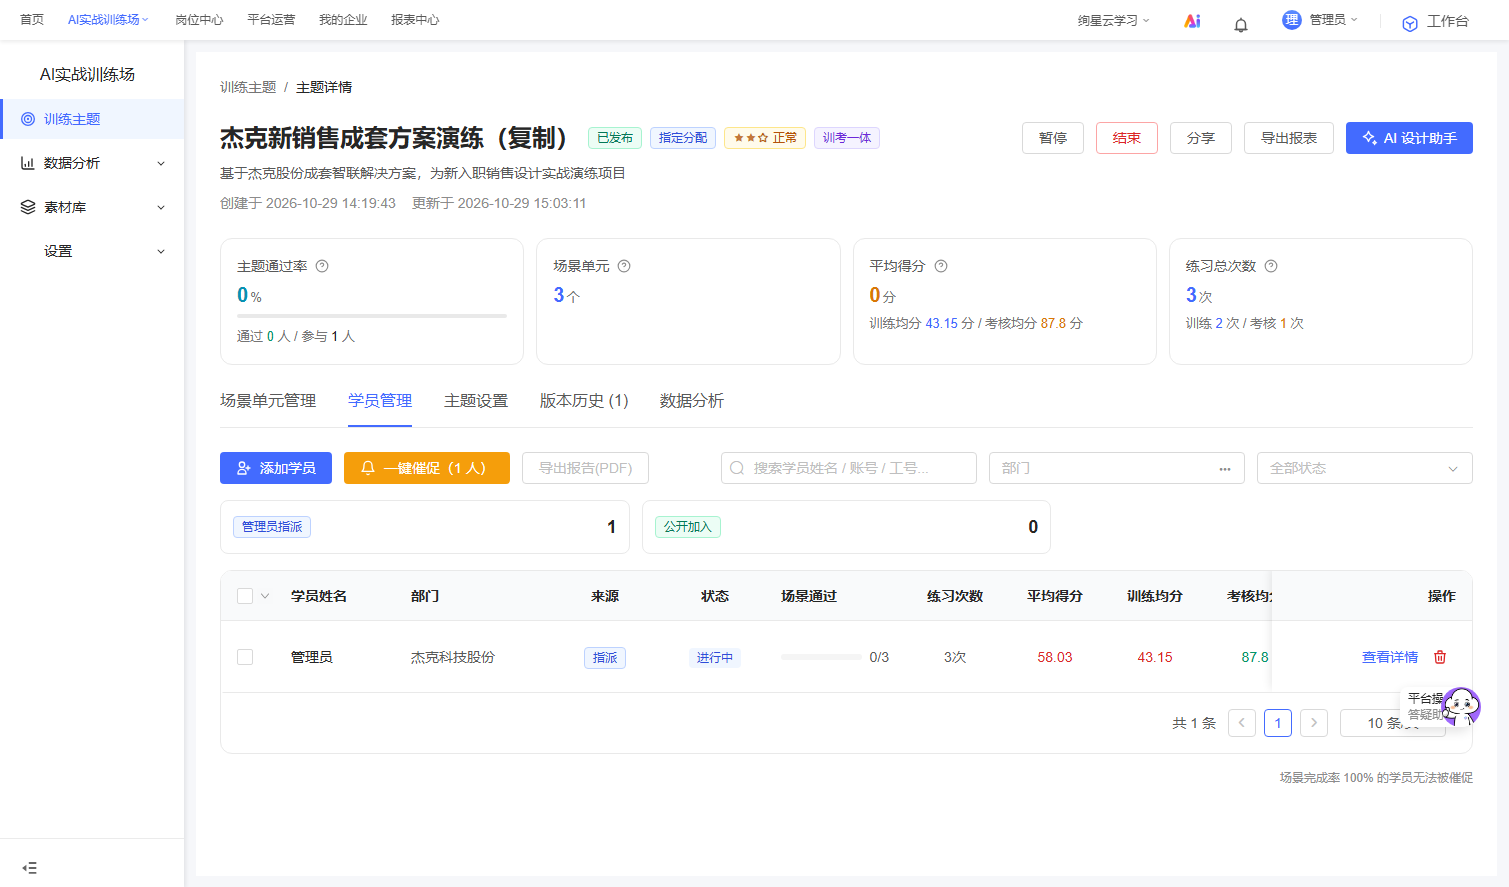 首页
AI实战训练场
岗位中心
平台运营
我的企业
报表中心
绚星云学习
Ai
理
管理员
工作台
AI实战训练场
训练主题
数据分析
素材库
设置
训练主题 / 主题详情
杰克新销售成套方案演练（复制）
已发布
指定分配
正常
训考一体
暂停
结束
分享
导出报表
AI 设计助手
基于杰克股份成套智联解决方案，为新入职销售设计实战演练项目
创建于 2026-10-29 14:19:43
更新于 2026-10-29 15:03:11
主题通过率
0 %
通过 0 人 / 参与 1 人
场景单元
3 个
平均得分
0 分
训练均分 43.15 分 / 考核均分 87.8 分
练习总次数
3 次
训练 2 次 / 考核 1 次
场景单元管理
学员管理
主题设置
版本历史 (1)
数据分析
添加学员
一键催促（1 人）
导出报告(PDF)
搜索学员姓名 / 账号 / 工号...
部门
全部状态
管理员指派
1
公开加入
0
学员姓名
部门
来源
状态
场景通过
练习次数
平均得分
训练均分
考核均
操作
管理员
杰克科技股份
指派
进行中
0/3
3次
58.03
43.15
87.8
查看详情
共 1 条
1
10 条
平台操
答疑助
场景完成率 100% 的学员无法被催促